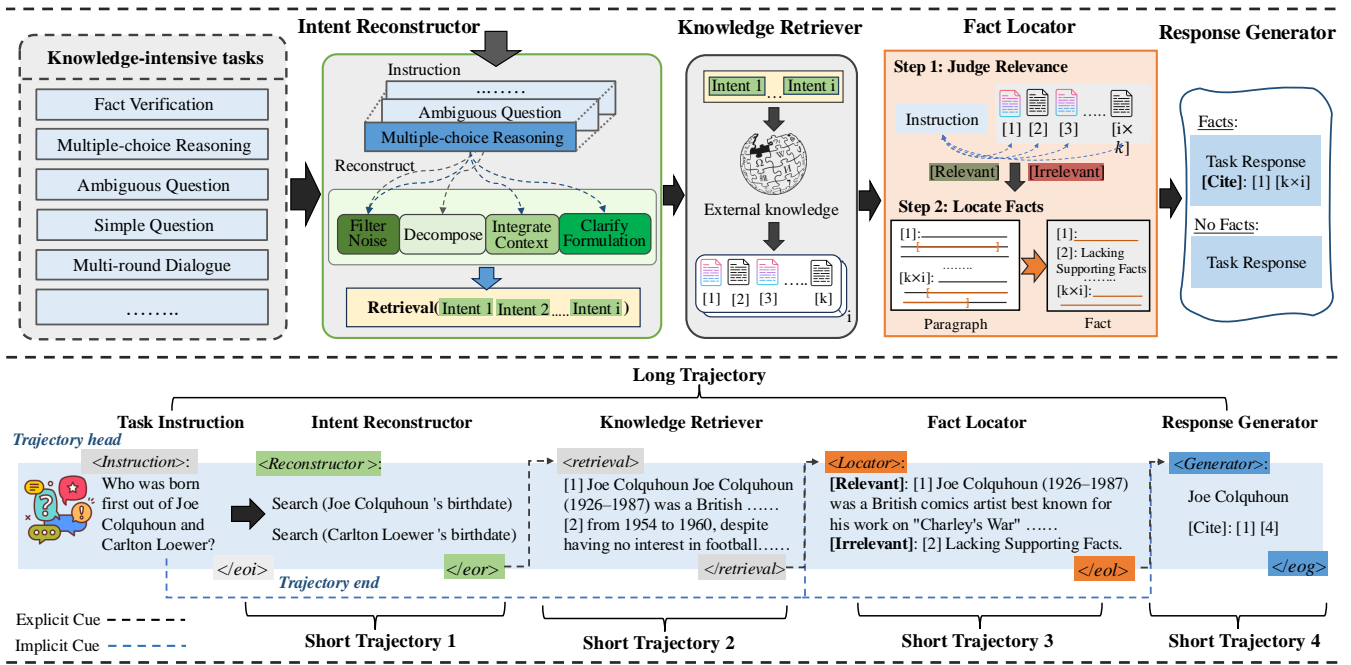 Intent Reconstructor
Knowledge Retriever
Fact Locator
Response Generator
Knowledge-intensive tasks
Fact Verification
Multiple-choice Reasoning
Ambiguous Question
Simple Question
Multi-round Dialogue
……..
Instruction
...……
Ambiguous Question
Multiple-choice Reasoning
Reconstruct
Filter
Noise
Decompose
Integrate
Context
Clarify
Formulation
Retrieval(Intent 1 Intent 2 ..... Intent i)
Intent 1 ... Intent i
External knowledge
.....
[1] [2] [3] [k]
i
Step 1: Judge Relevance
Instruction
.....
[1] [2] [3] [i×
k]
[Relevant] [Irrelevant]
Step 2: Locate Facts
[1]:
........
[k×i]:
Paragraph
[1]:
[2]: Lacking
Supporting Facts
........
[k×i]:
Fact
Facts:
Task Response
[Cite]: [1] [k×i]
No Facts:
Task Response
Long Trajectory
Task Instruction
Intent Reconstructor
Knowledge Retriever
Fact Locator
Response Generator
Trajectory head
<Instruction>:
Who was born
first out of Joe
Colquhoun and
Carlton Loewer?
</eoi>
<Reconstructor >:
Search (Joe Colquhoun 's birthdate)
Search (Carlton Loewer 's birthdate)
</eor>
<retrieval>
[1] Joe Colquhoun Joe Colquhoun
(1926–1987) was a British ……
[2] from 1954 to 1960, despite
having no interest in football……
</retrieval>
<Locator>:
[Relevant]: [1] Joe Colquhoun (1926–1987)
was a British comics artist best known for
his work on "Charley's War" ……
[Irrelevant]: [2] Lacking Supporting Facts.
</eol>
<Generator>:
Joe Colquhoun
[Cite]: [1] [4]
</eog>
Trajectory end
Explicit Cue
Implicit Cue
Short Trajectory 1
Short Trajectory 2
Short Trajectory 3
Short Trajectory 4